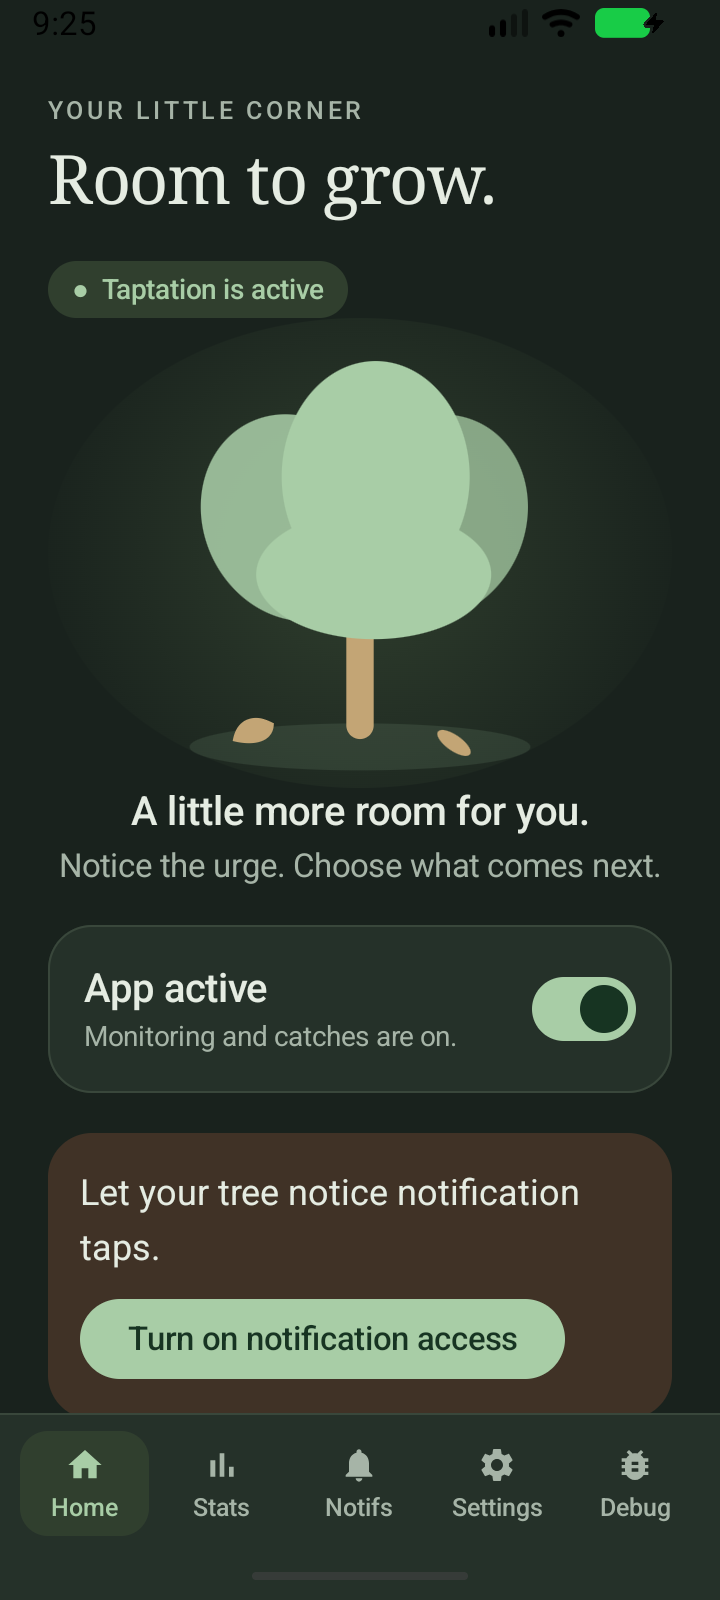 9:25
YOUR LITTLE CORNER
Room to grow.
Taptation is active
A little more room for you.
Notice the urge. Choose what comes next.
App active
Monitoring and catches are on.
Let your tree notice notification
taps.
Turn on notification access
Home
Stats
Notifs
Settings
Debug